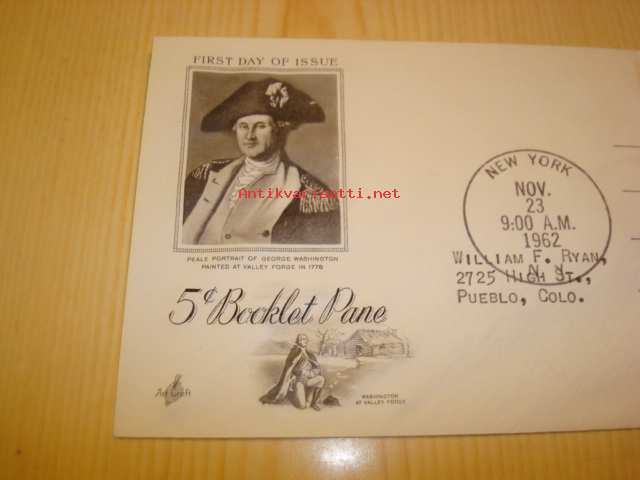 FIRST DAY OF ISSUE
Antikvariaatti.net
PEALE PORTRAIT OF GEORGE WASHINGTON
PAINTED AT VALLEY FORGE IN 1778
5¢ Booklet Pane
Art Craft
WASHINGTON
AT VALLEY FORGE
NEW YORK
NOV.
23
9:00 A.M.
1962
N.Y.
WILLIAM F. RYAN,
2725 HIGH ST.,
PUEBLO, COLO.